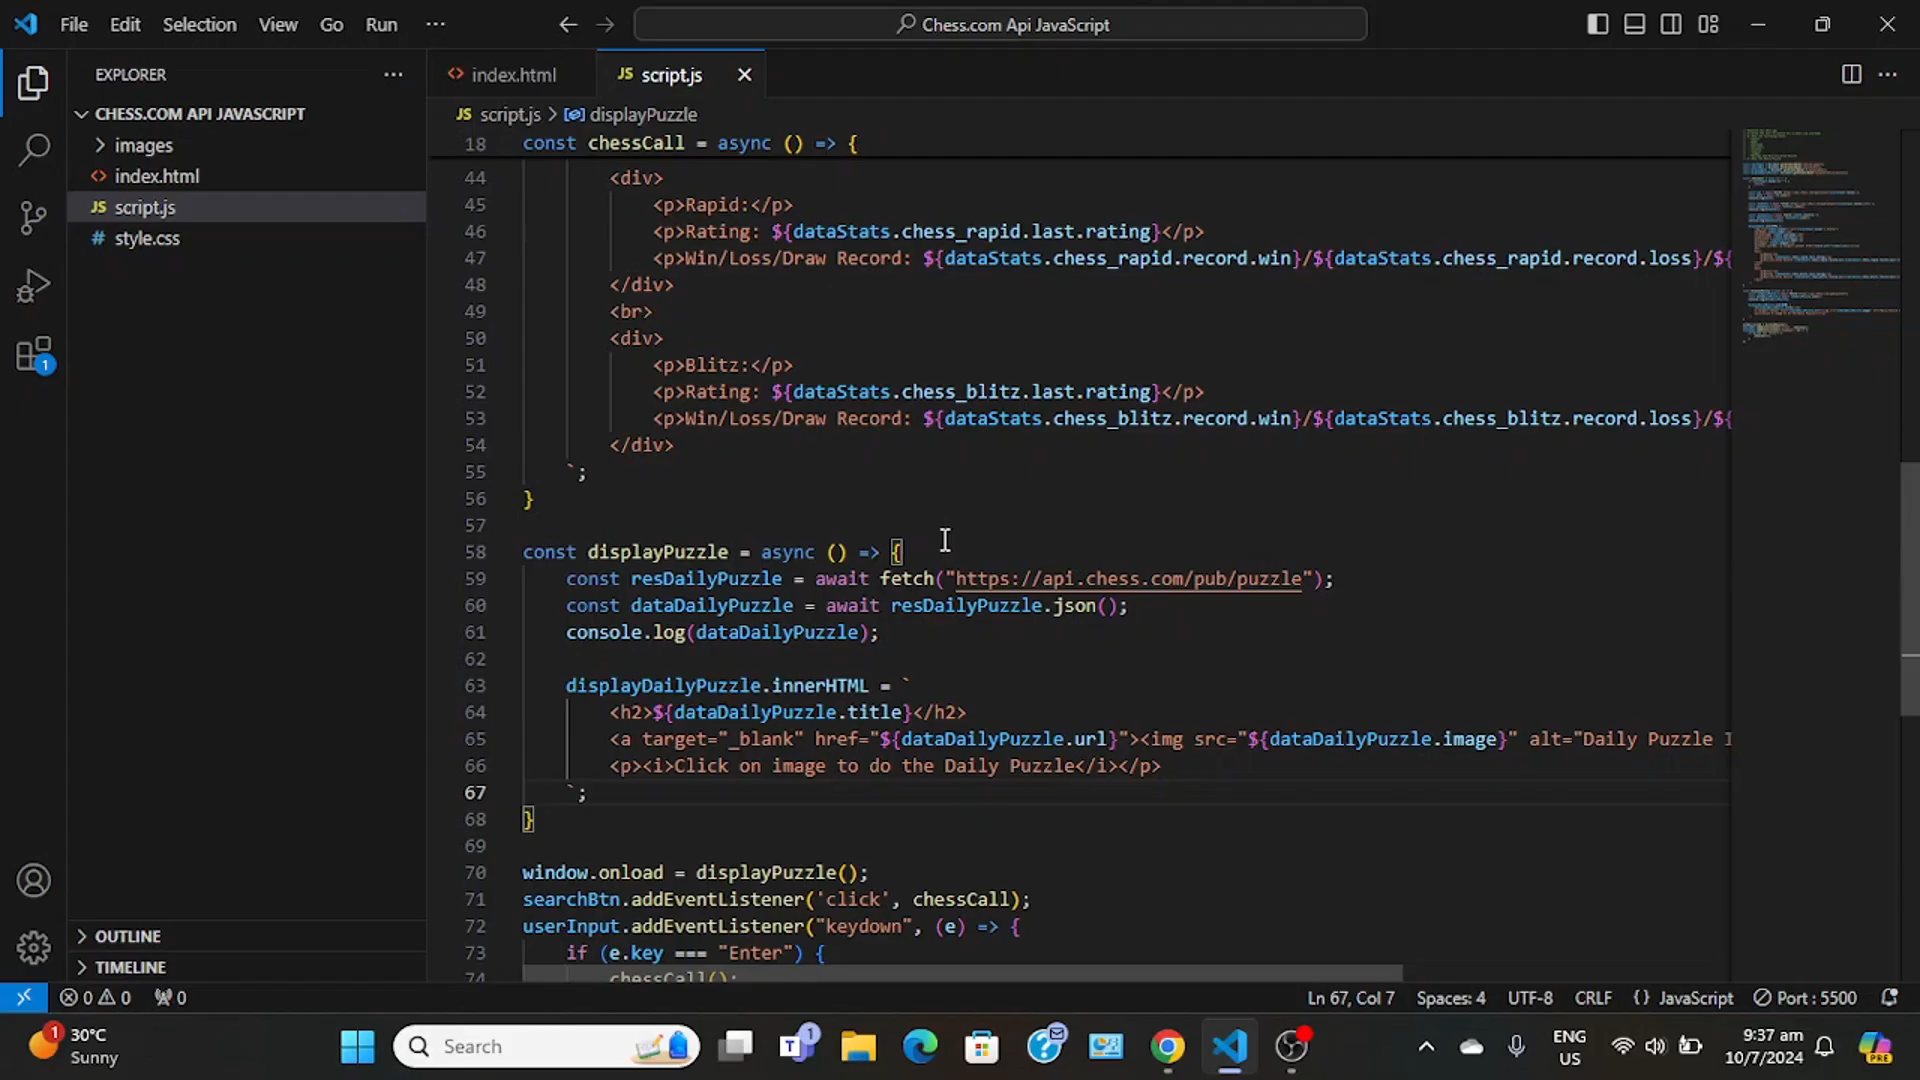 File Edit Selection View Go Run ···
Chess.com Api JavaScript
EXPLORER
CHESS.COM API JAVASCRIPT
images
<> index.html
JS script.js
# style.css
OUTLINE
TIMELINE
<> index.html
JS script.js
JS script.js > displayPuzzle
18 const chessCall = async () => {
44 <div>
45 <p>Rapid:</p>
46 <p>Rating: ${dataStats.chess_rapid.last.rating}</p>
47 <p>Win/Loss/Draw Record: ${dataStats.chess_rapid.record.win}/${dataStats.chess_rapid.record.loss}/${
48 </div>
49 <br>
50 <div>
51 <p>Blitz:</p>
52 <p>Rating: ${dataStats.chess_blitz.last.rating}</p>
53 <p>Win/Loss/Draw Record: ${dataStats.chess_blitz.record.win}/${dataStats.chess_blitz.record.loss}/${
54 </div>
55 `;
56 }
57
58 const displayPuzzle = async () => {
59 const resDailyPuzzle = await fetch("https://api.chess.com/pub/puzzle");
60 const dataDailyPuzzle = await resDailyPuzzle.json();
61 console.log(dataDailyPuzzle);
62
63 displayDailyPuzzle.innerHTML = `
64 <h2>${dataDailyPuzzle.title}</h2>
65 <a target="_blank" href="${dataDailyPuzzle.url}"><img src="${dataDailyPuzzle.image}" alt="Daily Puzzle I
66 <p><i>Click on image to do the Daily Puzzle</i></p>
67 `;
68 }
69
70 window.onload = displayPuzzle();
71 searchBtn.addEventListener('click', chessCall);
72 userInput.addEventListener("keydown", (e) => {
73 if (e.key === "Enter") {
74 chessCall();
0 0 0
Ln 67, Col 7 Spaces: 4 UTF-8 CRLF {} JavaScript Port : 5500
1
30°C
Sunny
Search
1
ENG
US
9:37 am
10/7/2024
PRE